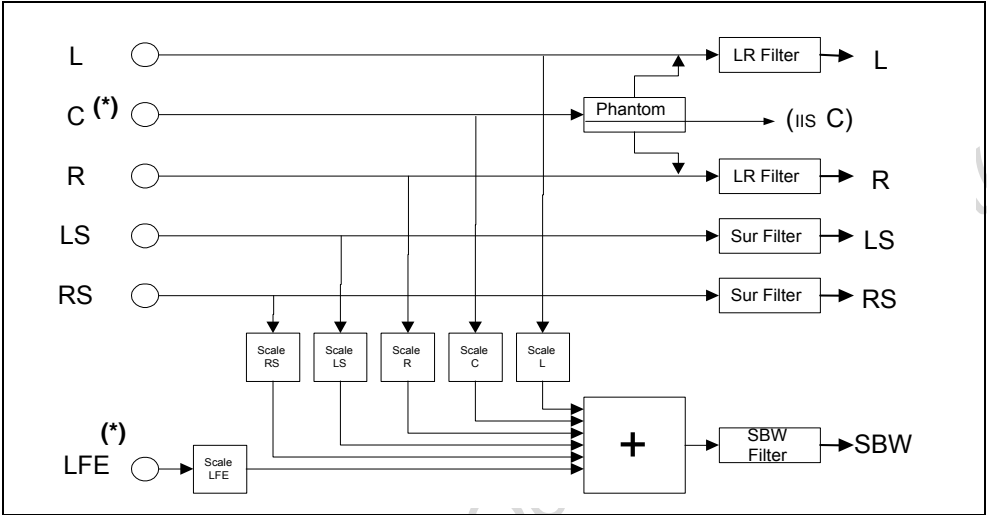 L LR Filter L
C (*) Phantom (IIS C)
R LR Filter R
LS Sur Filter LS
RS Sur Filter RS
Scale RS
Scale LS
Scale R
Scale C
Scale L
(*)
LFE Scale LFE + SBW Filter SBW